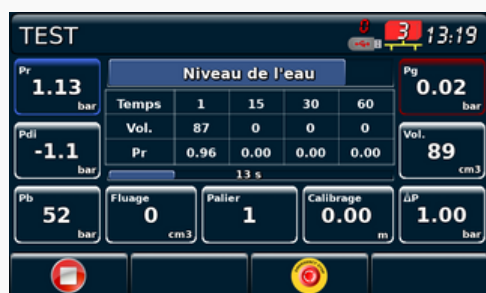 TEST
0
3
13:19
Pr
1.13
bar
Niveau de l'eau
Pg
0.02
bar
Temps 1 15 30 60
Vol. 87 0 0 0
Pr 0.96 0.00 0.00 0.00
13 s
Pdi
-1.1
bar
Vol.
89
cm3
Pb
52
bar
Fluage
0
cm3
Palier
1
Calibrage
0.00
m
ΔP
1.00
bar